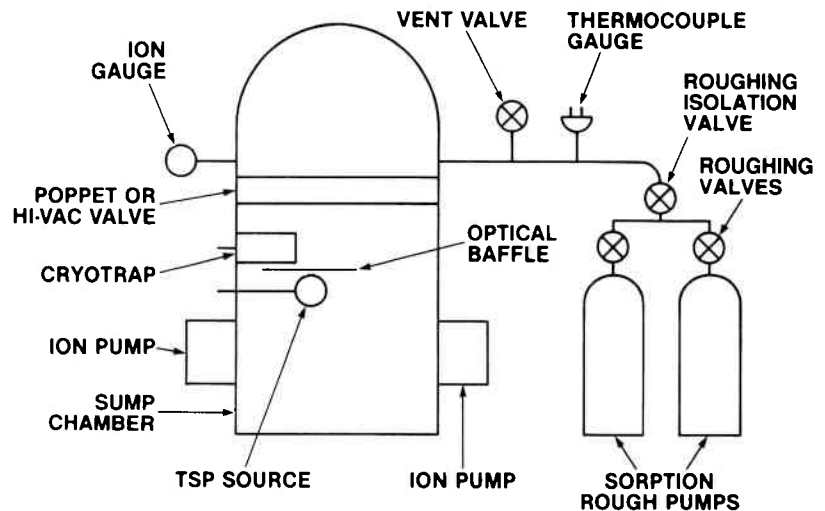 VENT VALVE
THERMOCOUPLE
GAUGE
ION
GAUGE
ROUGHING
ISOLATION
VALVE
ROUGHING
VALVES
POPPET OR
HI-VAC VALVE
OPTICAL
BAFFLE
CRYOTRAP
ION PUMP
SUMP
CHAMBER
TSP SOURCE
ION PUMP
SORPTION
ROUGH PUMPS